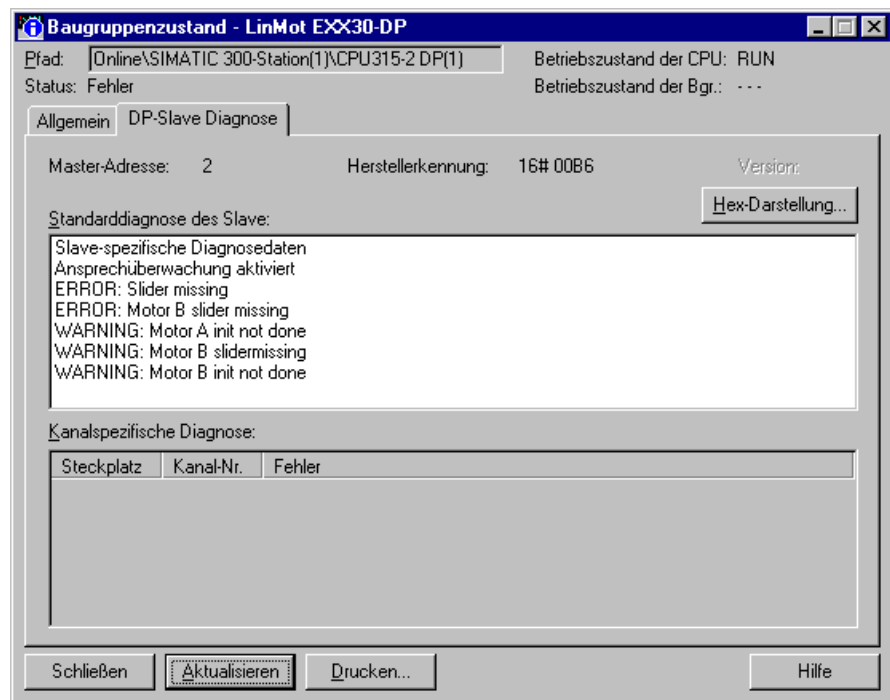 Baugruppenzustand - LinMot EXX30-DP
Pfad: Online\SIMATIC 300-Station(1)\CPU315-2 DP(1) Betriebszustand der CPU: RUN
Status: Fehler Betriebszustand der Bgr.: - - -
Allgemein DP-Slave Diagnose
Master-Adresse: 2 Herstellerkennung: 16# 00B6 Version:
Hex-Darstellung...
Standarddiagnose des Slave:
Slave-spezifische Diagnosedaten
Ansprechüberwachung aktiviert
ERROR: Slider missing
ERROR: Motor B slider missing
WARNING: Motor A init not done
WARNING: Motor B slidermissing
WARNING: Motor B init not done
Kanalspezifische Diagnose:
Steckplatz Kanal-Nr. Fehler
Schließen Aktualisieren Drucken... Hilfe